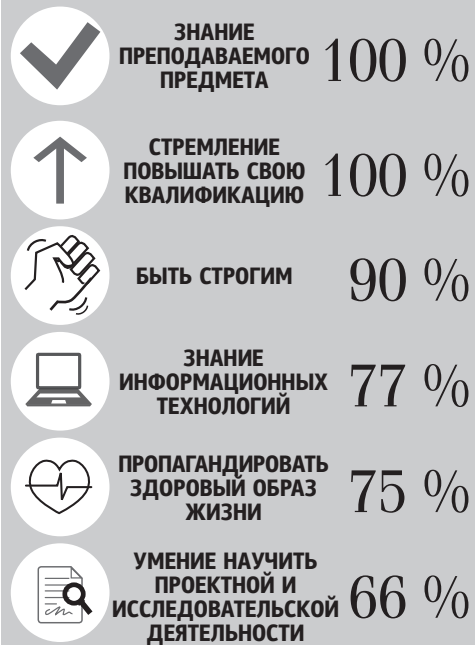 ЗНАНИЕ
ПРЕПОДАВАЕМОГО
ПРЕДМЕТА
100 %
СТРЕМЛЕНИЕ
ПОВЫШАТЬ СВОЮ
КВАЛИФИКАЦИЮ
100 %
БЫТЬ СТРОГИМ
90 %
ЗНАНИЕ
ИНФОРМАЦИОННЫХ
ТЕХНОЛОГИЙ
77 %
ПРОПАГАНДИРОВАТЬ
ЗДОРОВЫЙ ОБРАЗ
ЖИЗНИ
75 %
УМЕНИЕ НАУЧИТЬ
ПРОЕКТНОЙ И
ИССЛЕДОВАТЕЛЬСКОЙ
ДЕЯТЕЛЬНОСТИ
66 %